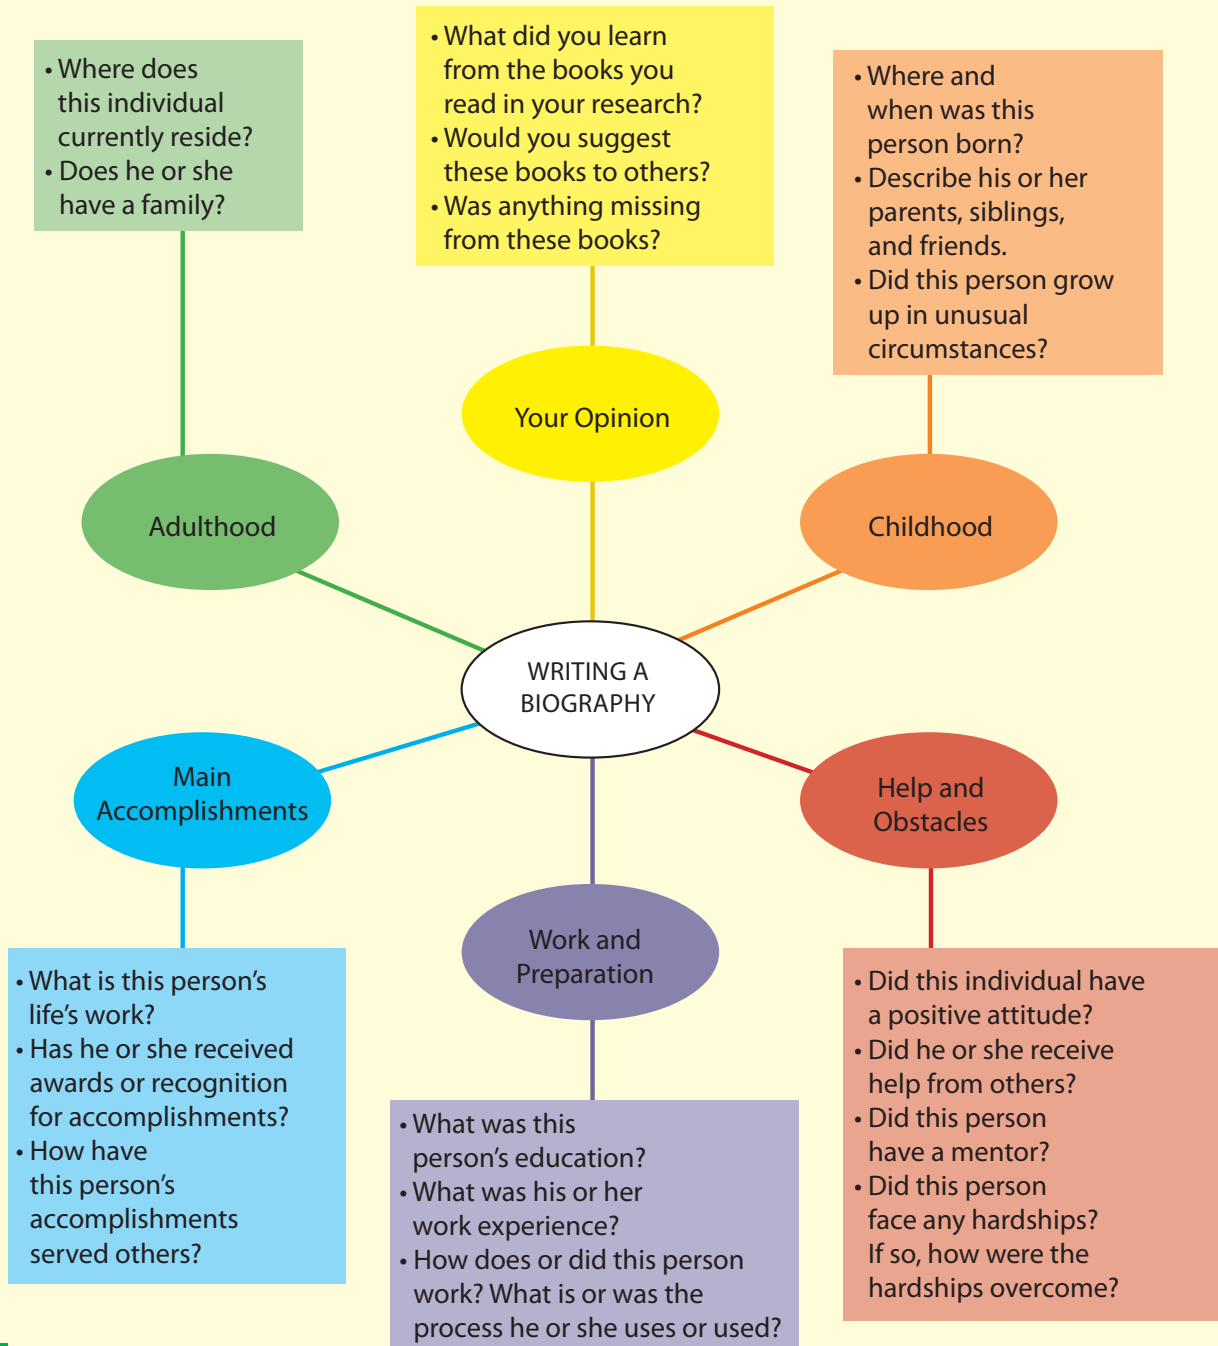 • Where does
this individual
currently reside?
• Does he or she
have a family?
• What did you learn
from the books you
read in your research?
• Would you suggest
these books to others?
• Was anything missing
from these books?
• Where and
when was this
person born?
• Describe his or her
parents, siblings,
and friends.
• Did this person grow
up in unusual
circumstances?
Adulthood
Your Opinion
Childhood
WRITING A
BIOGRAPHY
Main
Accomplishments
Work and
Preparation
Help and
Obstacles
• What is this person’s
life’s work?
• Has he or she received
awards or recognition
for accomplishments?
• How have
this person’s
accomplishments
served others?
• What was this
person’s education?
• What was his or her
work experience?
• How does or did this person
work? What is or was the
process he or she uses or used?
• Did this individual have
a positive attitude?
• Did he or she receive
help from others?
• Did this person
have a mentor?
• Did this person
face any hardships?
If so, how were the
hardships overcome?